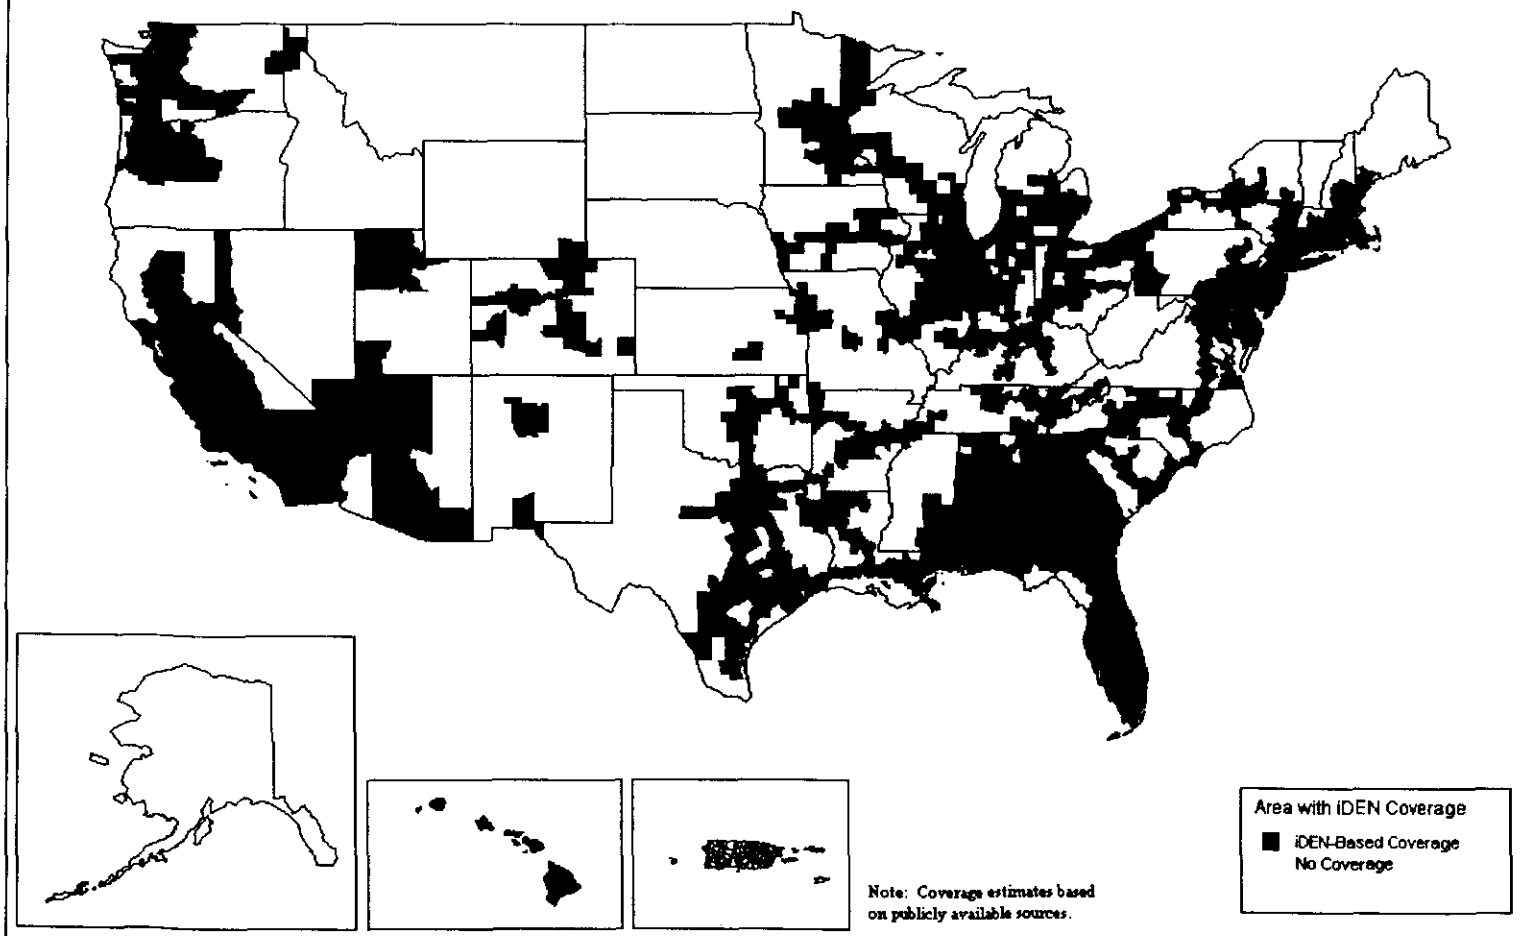 Area with iDEN Coverage
iDEN-Based Coverage
No Coverage
Note: Coverage estimates based
on publicly available sources.